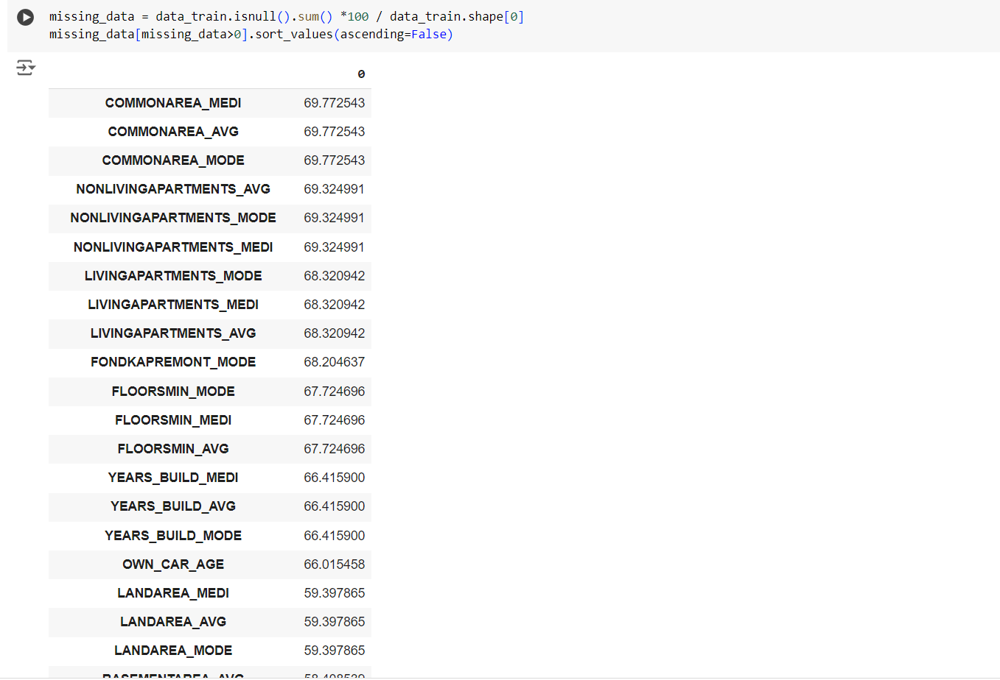 missing_data = data_train.isnull().sum() *100 / data_train.shape[0]
missing_data[missing_data>0].sort_values(ascending=False)
0
COMMONAREA_MEDI 69.772543
COMMONAREA_AVG 69.772543
COMMONAREA_MODE 69.772543
NONLIVINGAPARTMENTS_AVG 69.324991
NONLIVINGAPARTMENTS_MODE 69.324991
NONLIVINGAPARTMENTS_MEDI 69.324991
LIVINGAPARTMENTS_MODE 68.320942
LIVINGAPARTMENTS_MEDI 68.320942
LIVINGAPARTMENTS_AVG 68.320942
FONDKAPREMONT_MODE 68.204637
FLOORSMIN_MODE 67.724696
FLOORSMIN_MEDI 67.724696
FLOORSMIN_AVG 67.724696
YEARS_BUILD_MEDI 66.415900
YEARS_BUILD_AVG 66.415900
YEARS_BUILD_MODE 66.415900
OWN_CAR_AGE 66.015458
LANDAREA_MEDI 59.397865
LANDAREA_AVG 59.397865
LANDAREA_MODE 59.397865
BASEMENTAREA_AVG